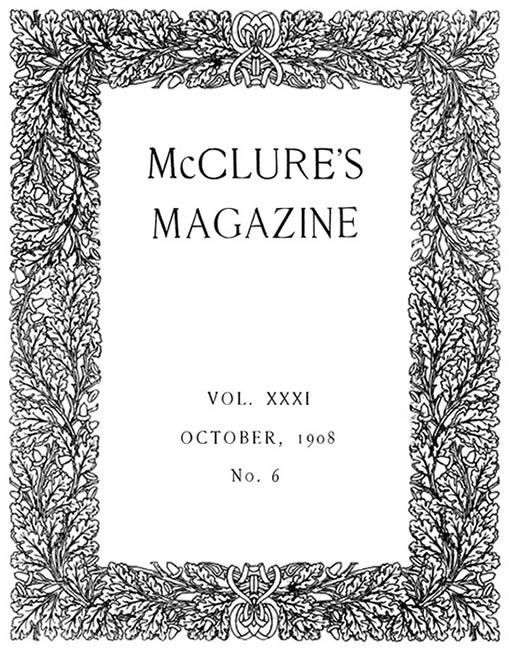 McCLURE'S
MAGAZINE
VOL. XXXI
OCTOBER, 1908
No. 6